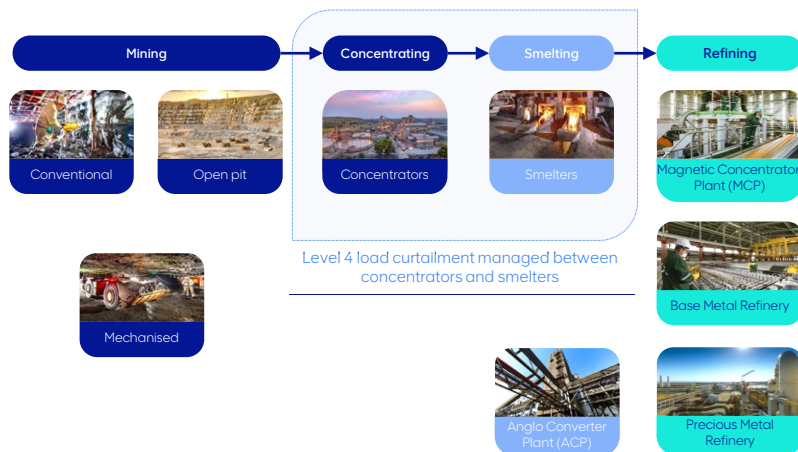 Mining
Concentrating
Smelting
Refining
Conventional
Open pit
Concentrators
Smelters
Magnetic Concentrator
Plant (MCP)
Level 4 load curtailment managed between
concentrators and smelters
Base Metal Refinery
Mechanised
Anglo Converter
Plant (ACP)
Precious Metal
Refinery